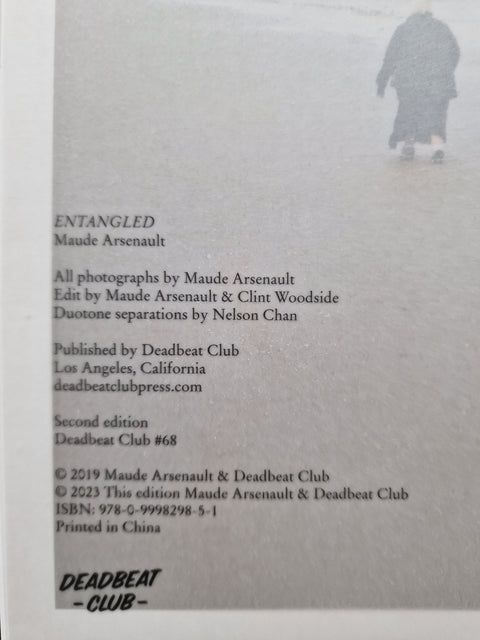 ENTANGLED
Maude Arsenault
All photographs by Maude Arsenault
Edit by Maude Arsenault & Clint Woodside
Duotone separations by Nelson Chan
Published by Deadbeat Club
Los Angeles, California
deadbeatclubpress.com
Second edition
Deadbeat Club #68
© 2019 Maude Arsenault & Deadbeat Club
© 2023 This edition Maude Arsenault & Deadbeat Club
ISBN: 978-0-9998298-5-1
Printed in China
DEADBEAT
-CLUB-